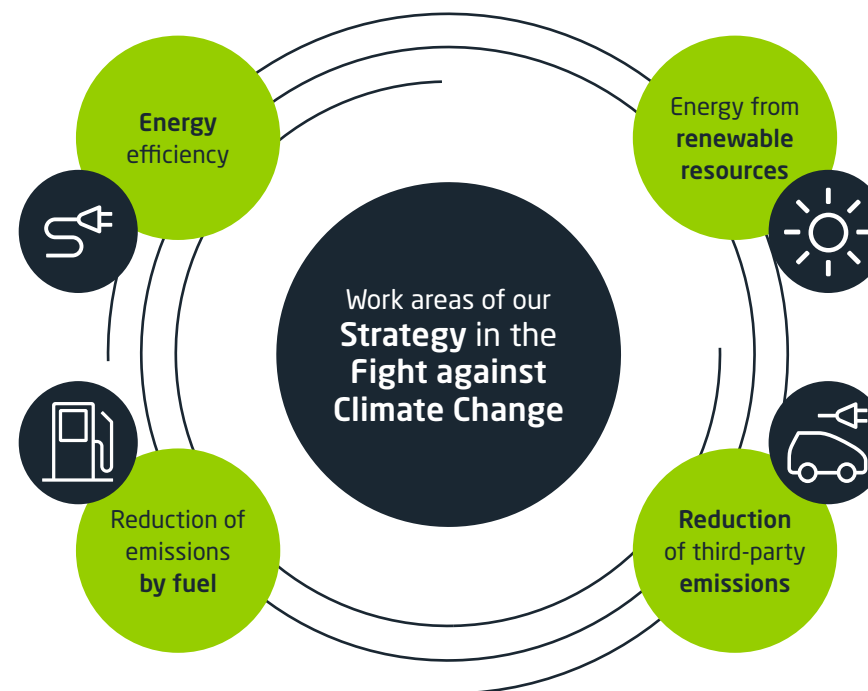 Energy
efficiency
Energy from
renewable
resources
Work areas of our
Strategy in the
Fight against
Climate Change
Reduction of
emissions
by fuel
Reduction
of third-party
emissions